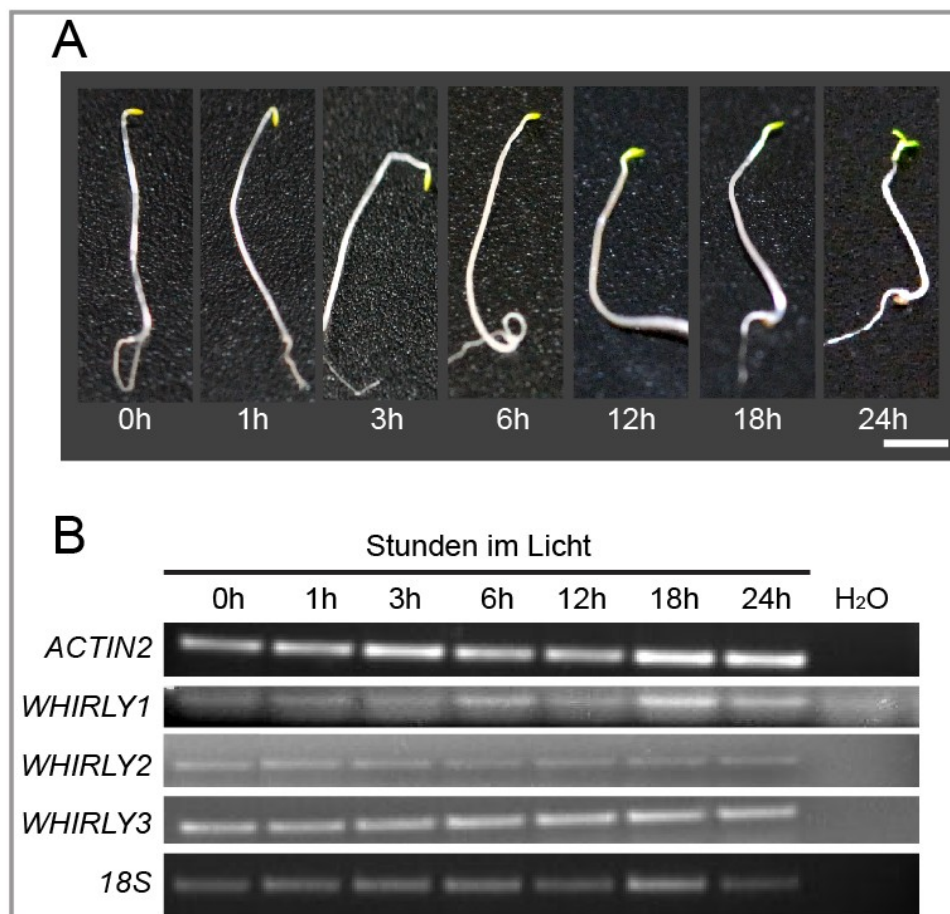 A
0h 1h 3h 6h 12h 18h 24h
B
Stunden im Licht
0h 1h 3h 6h 12h 18h 24h H₂O
ACTIN2
WHIRLY1
WHIRLY2
WHIRLY3
18S